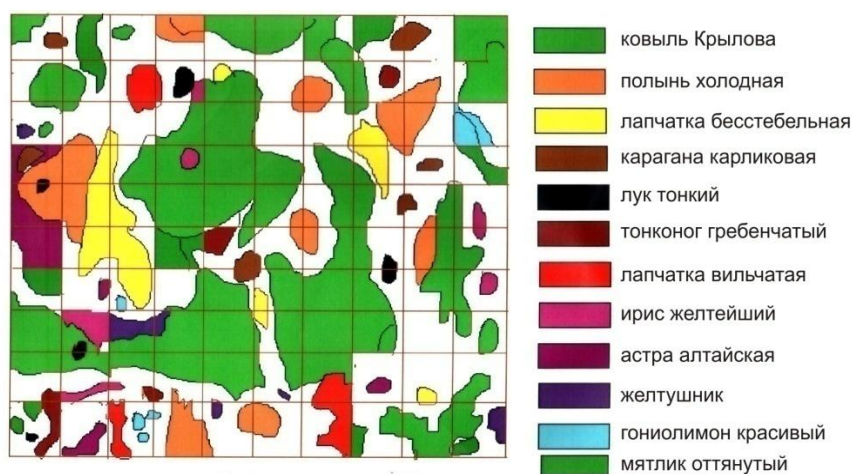 ковыль Крылова
полынь холодная
лапчатка бесстебельная
карагана карликовая
лук тонкий
тонконог гребенчатый
лапчатка вильчатая
ирис желтейший
астра алтайская
желтушник
гониолимон красивый
мятлик оттянутый